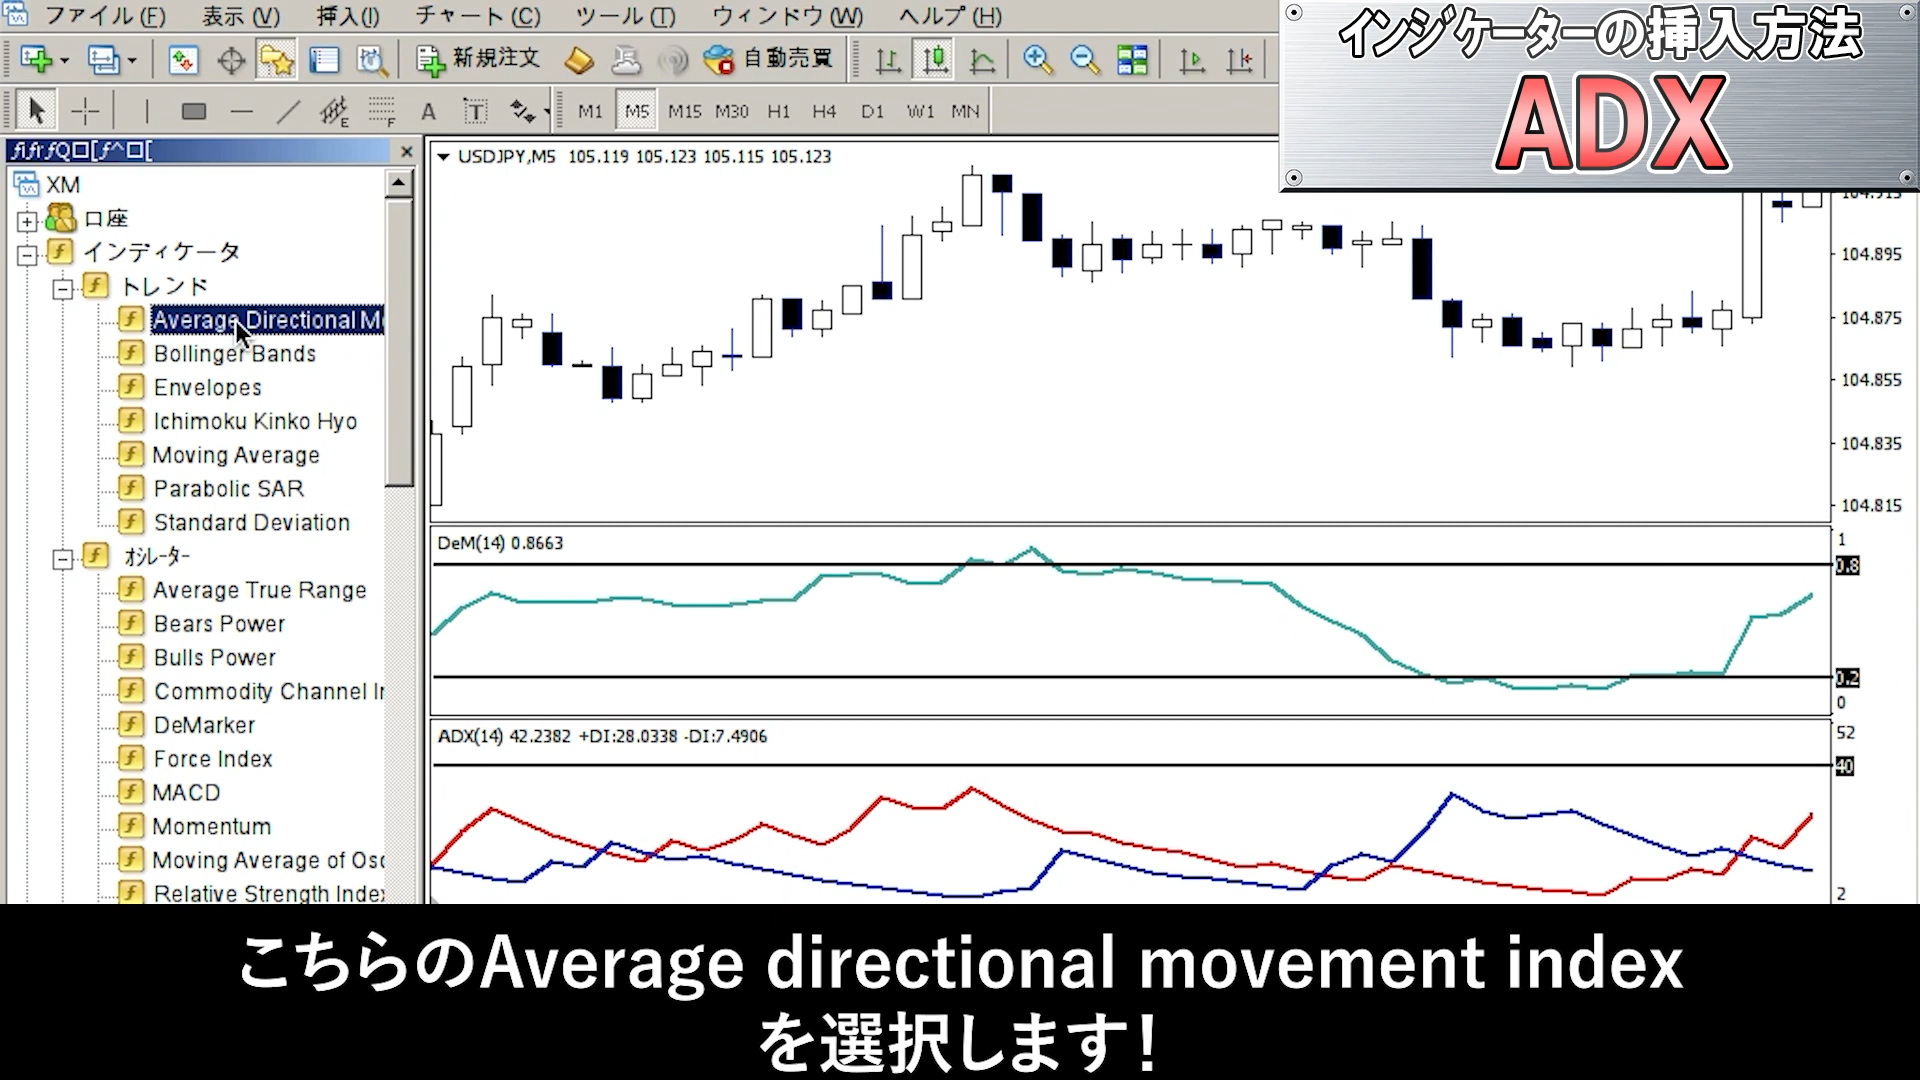 ファイル (F) 表示 (V) 挿入(I) チャート (C) ツール (T) ウィンドウ (W) ヘルプ (H)
インジケーターの挿入方法
ADX
新規注文 自動売買
A T E F M1 M5 M15 M30 H1 H4 D1 W1 MN
XM
口座
インディケータ
トレンド
Average Directional M
Bollinger Bands
Envelopes
Ichimoku Kinko Hyo
Moving Average
Parabolic SAR
Standard Deviation
オシレーター
Average True Range
Bears Power
Bulls Power
Commodity Channel I
DeMarker
Force Index
MACD
Momentum
Moving Average of Osc
Relative Strength Index
USDJPY,M5 105.119 105.123 105.115 105.123
104.915
104.895
104.875
104.855
104.835
104.815
DeM(14) 0.8663
1
0.8
0.2
0
ADX(14) 42.2382 +DI:28.0338 -DI:7.4906
52
40
2
こちらのAverage directional movement index
を選択します!